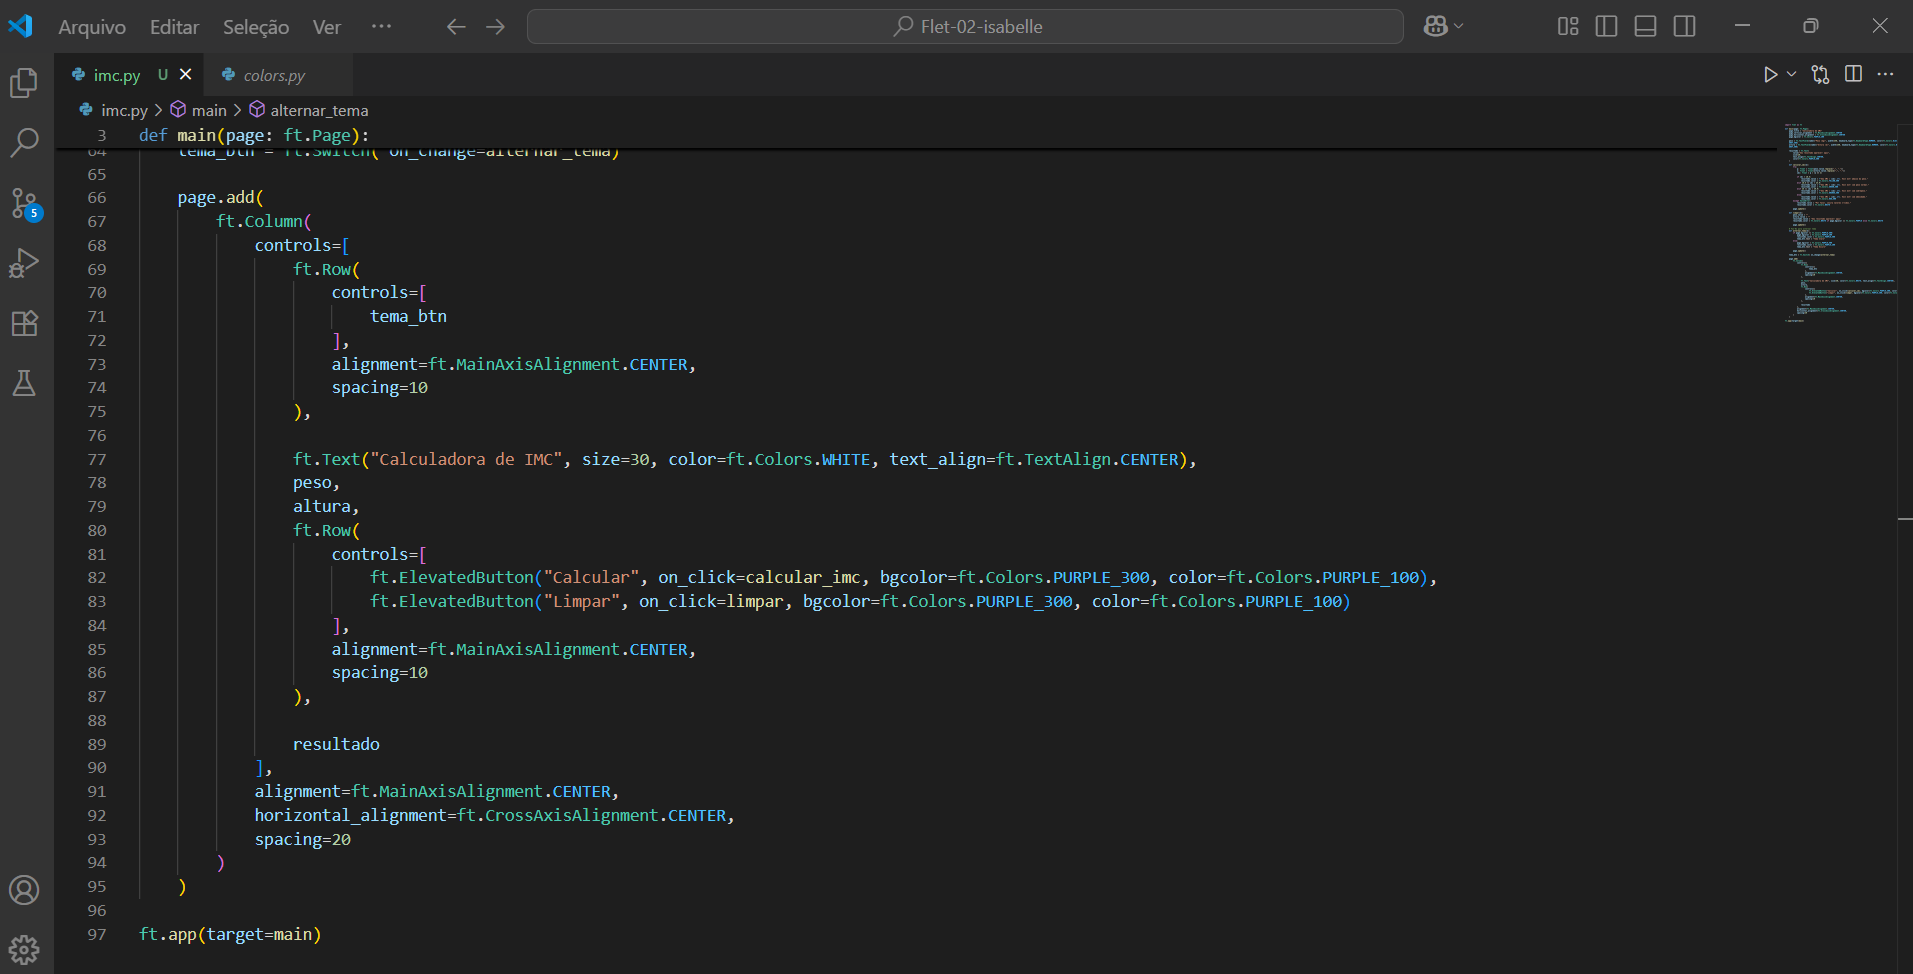 Arquivo Editar Seleção Ver ··· Flet-02-isabelle
imc.py U colors.py
imc.py > main > alternar_tema
3 def main(page: ft.Page):
64 tema_btn = ft.Switch( on_change=alternar_tema)
65
66 page.add(
67 ft.Column(
68 controls=[
69 ft.Row(
70 controls=[
71 tema_btn
72 ],
73 alignment=ft.MainAxisAlignment.CENTER,
74 spacing=10
75 ),
76
77 ft.Text("Calculadora de IMC", size=30, color=ft.Colors.WHITE, text_align=ft.TextAlign.CENTER),
78 peso,
79 altura,
80 ft.Row(
81 controls=[
82 ft.ElevatedButton("Calcular", on_click=calcular_imc, bgcolor=ft.Colors.PURPLE_300, color=ft.Colors.PURPLE_100),
83 ft.ElevatedButton("Limpar", on_click=limpar, bgcolor=ft.Colors.PURPLE_300, color=ft.Colors.PURPLE_100)
84 ],
85 alignment=ft.MainAxisAlignment.CENTER,
86 spacing=10
87 ),
88
89 resultado
90 ],
91 alignment=ft.MainAxisAlignment.CENTER,
92 horizontal_alignment=ft.CrossAxisAlignment.CENTER,
93 spacing=20
94 )
95 )
96
97 ft.app(target=main)
5